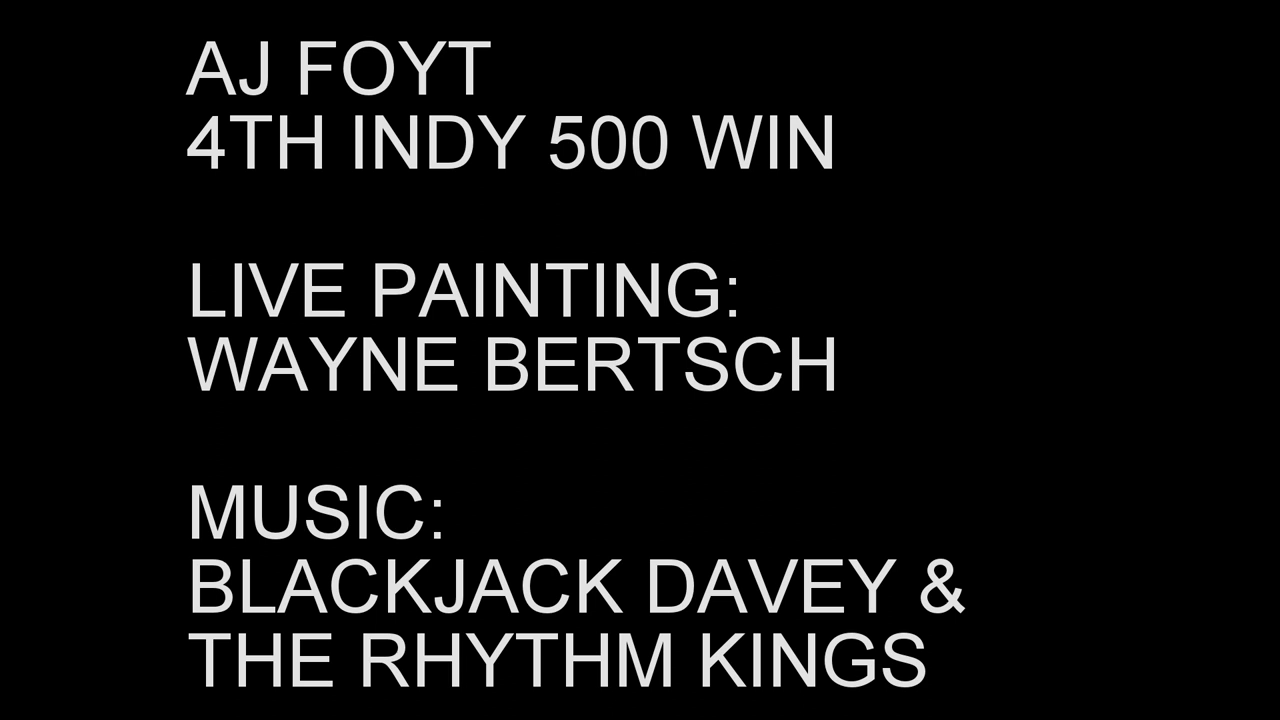 AJ FOYT
4TH INDY 500 WIN
LIVE PAINTING:
WAYNE BERTSCH
MUSIC:
BLACKJACK DAVEY &
THE RHYTHM KINGS